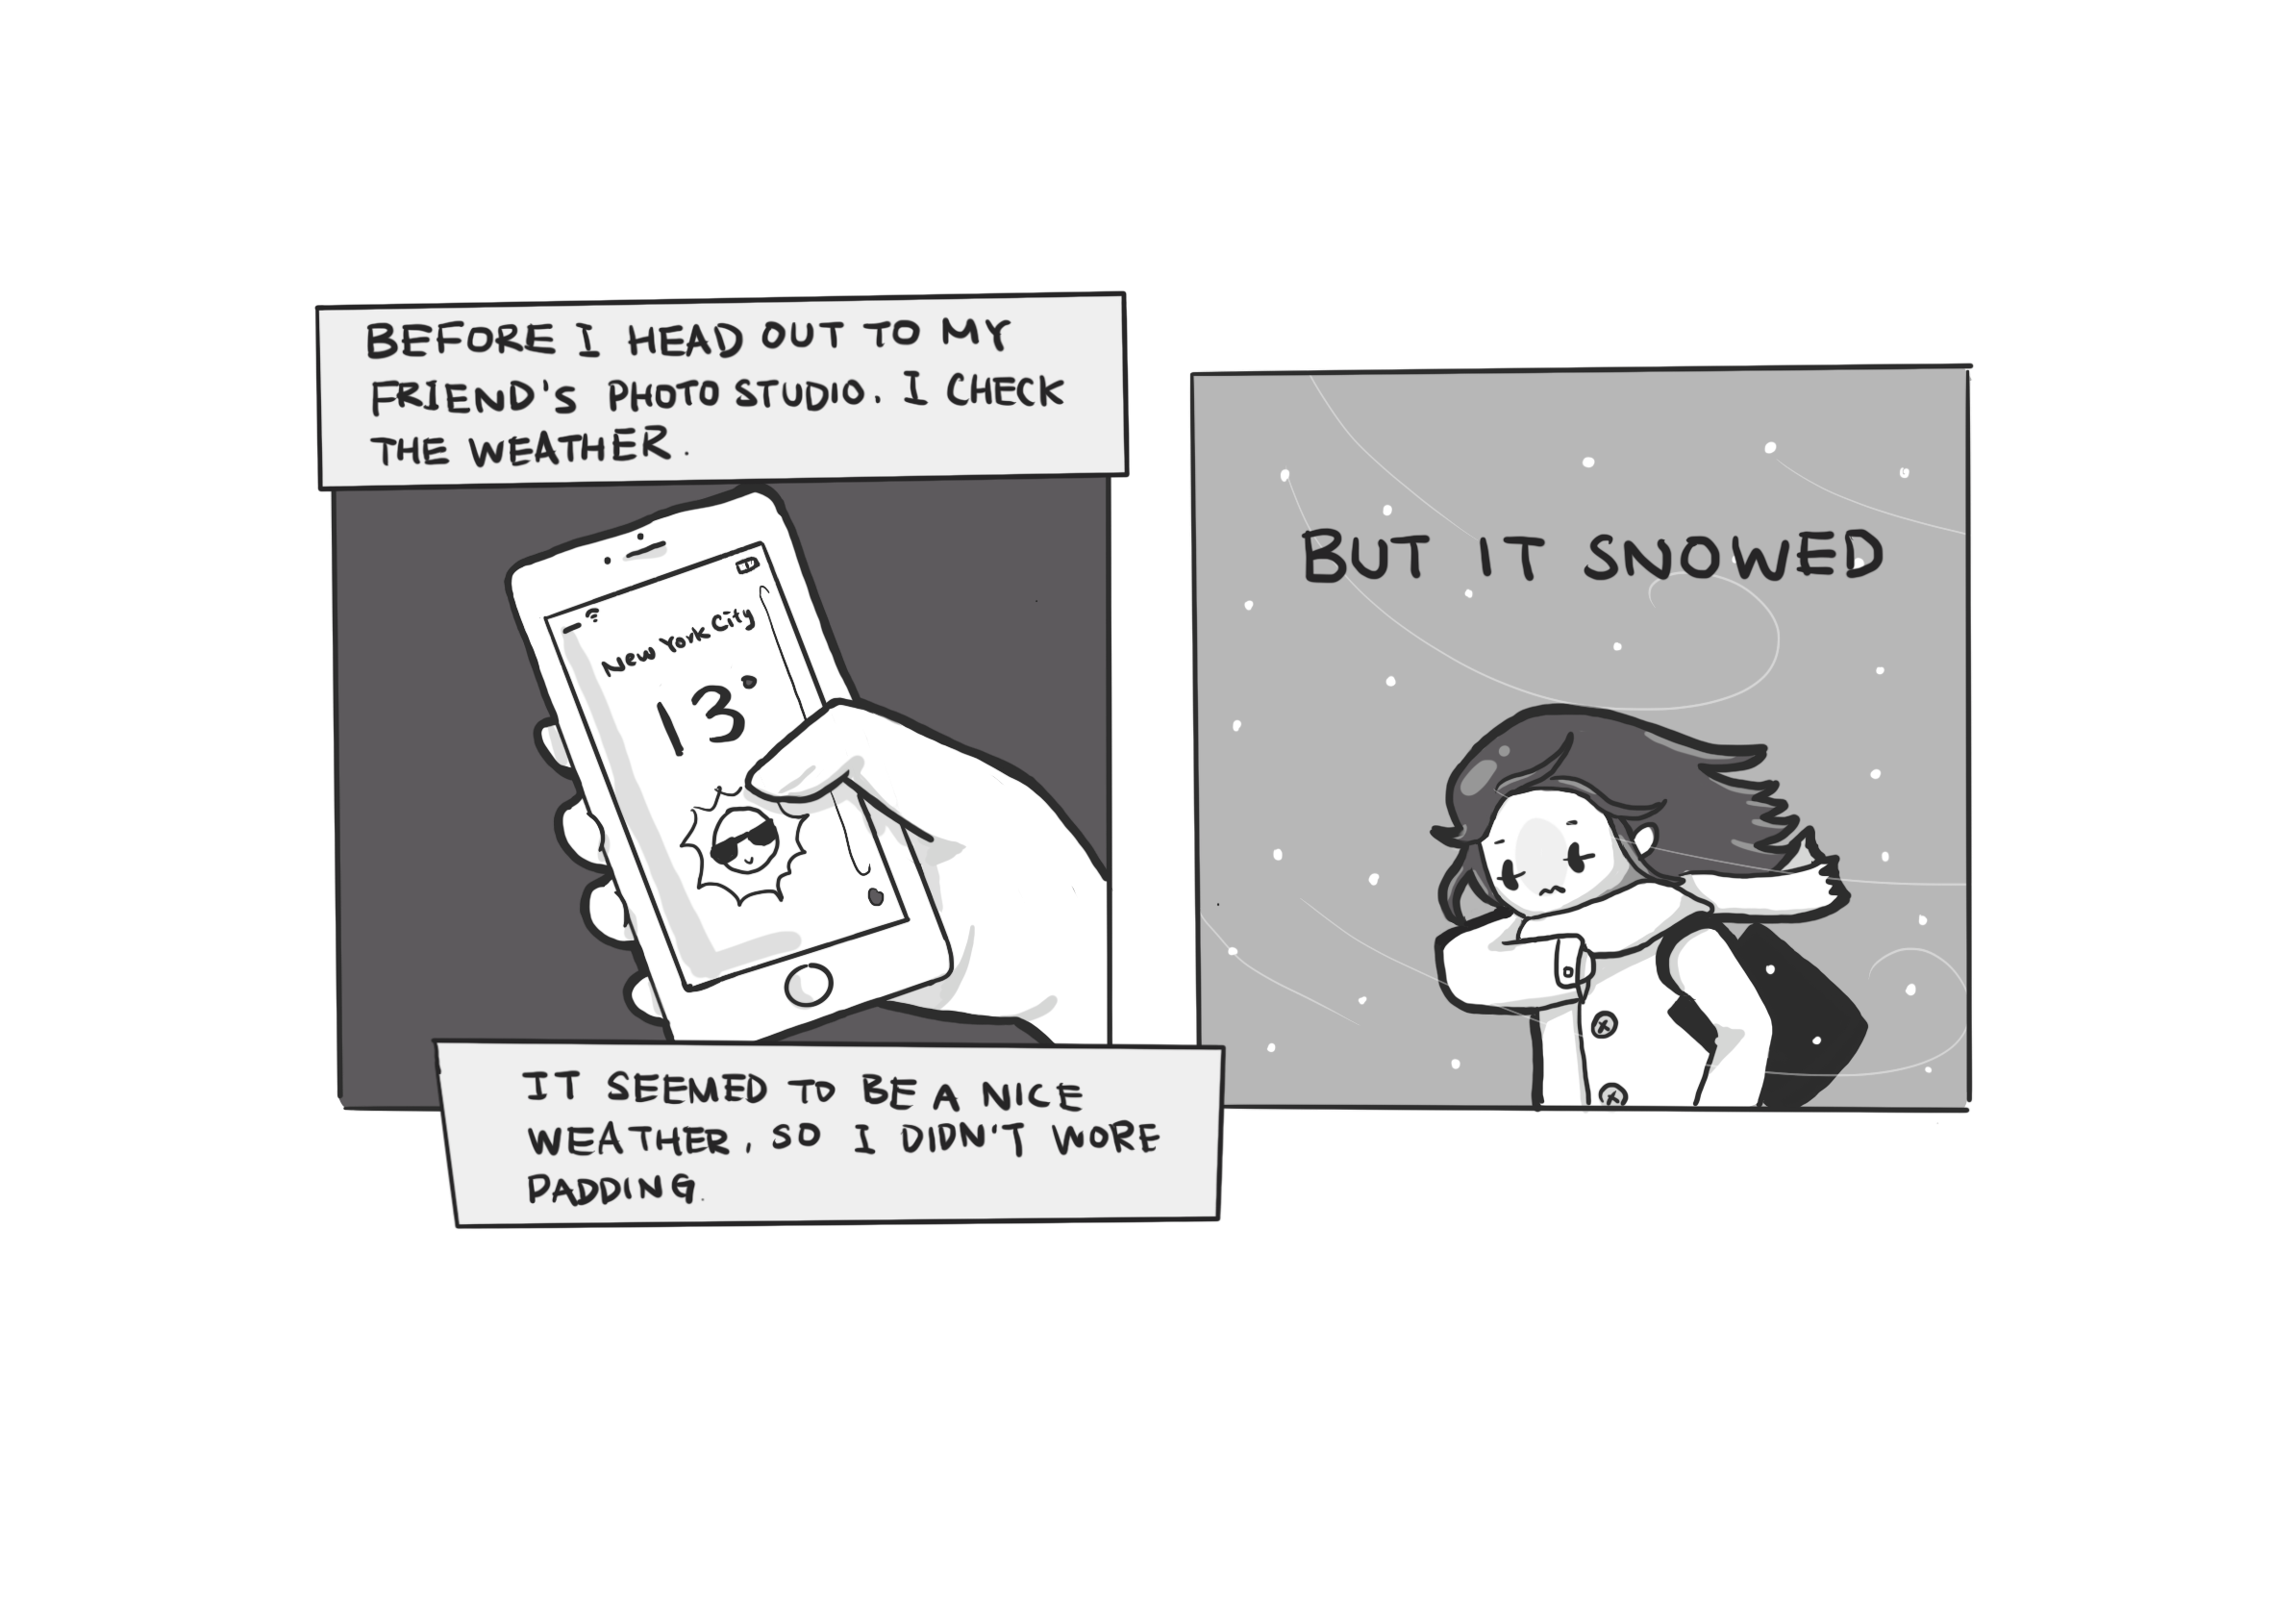 BEFORE I HEAD OUT TO MY
FRIEND'S PHOTO STUDIO. I CHECK
THE WEATHER.
New York City
13°
IT SEEMED TO BE A NICE
WEATHER, SO I DIDN'T WORE
PADDING.
BUT IT SNOWED